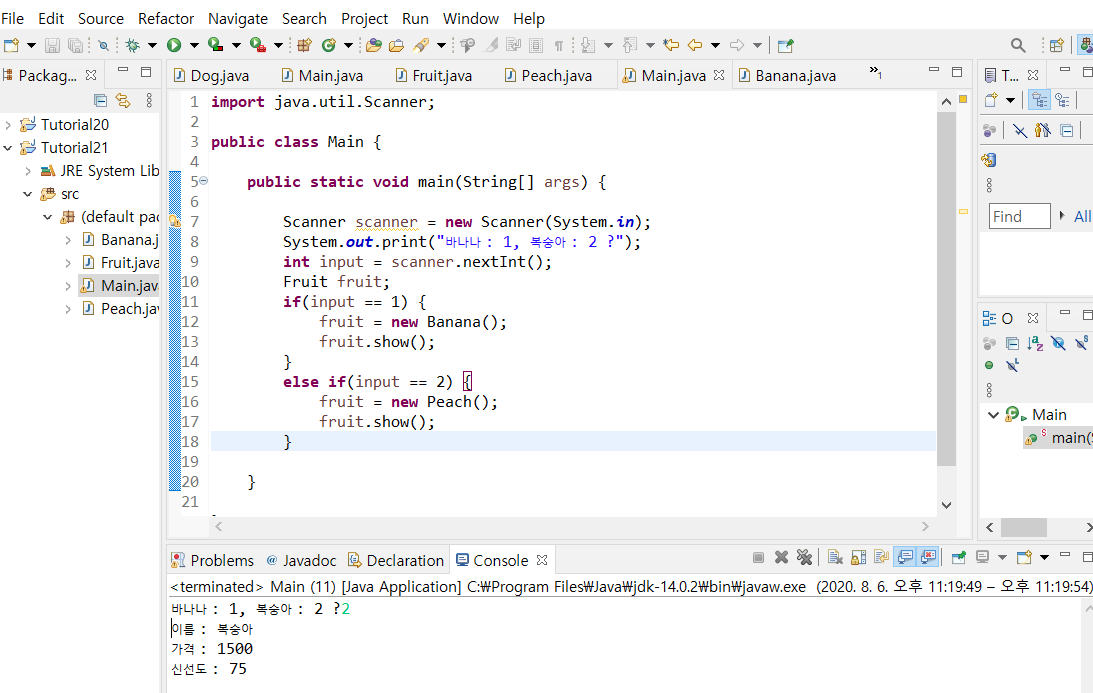 File Edit Source Refactor Navigate Search Project Run Window Help
Packag...
Dog.java Main.java Fruit.java Peach.java Main.java Banana.java »1
T...
Tutorial20
Tutorial21
JRE System Lib
src
(default pac
Banana.j
Fruit.java
Main.jav
Peach.jav
1 import java.util.Scanner;
2
3 public class Main {
4
5 public static void main(String[] args) {
6
7 Scanner scanner = new Scanner(System.in);
8 System.out.print("바나나 : 1, 복숭아 : 2 ?");
9 int input = scanner.nextInt();
10 Fruit fruit;
11 if(input == 1) {
12 fruit = new Banana();
13 fruit.show();
14 }
15 else if(input == 2) {
16 fruit = new Peach();
17 fruit.show();
18 }
19
20 }
21
Find All
O
Main
main(S
Problems @ Javadoc Declaration Console
<terminated> Main (11) [Java Application] C:₩Program Files₩Java₩jdk-14.0.2₩bin₩javaw.exe (2020. 8. 6. 오후 11:19:49 – 오후 11:19:54)
바나나 : 1, 복숭아 : 2 ?2
이름 : 복숭아
가격 : 1500
신선도 : 75